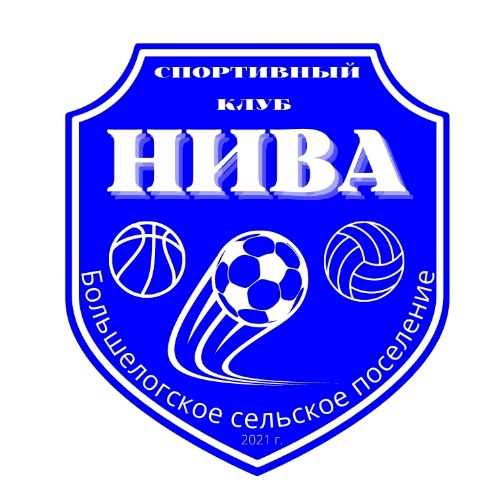 СПОРТИВНЫЙ
КЛУБ
НИВА
Большелогское сельское поселение
2021 г.